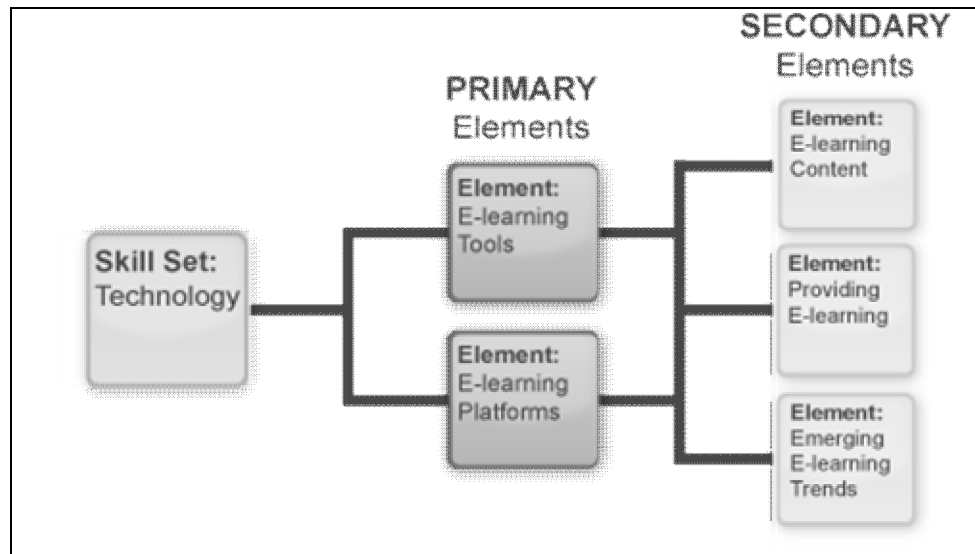 SECONDARY
Elements
PRIMARY
Elements
Skill Set:
Technology
Element:
E-learning
Tools
Element:
E-learning
Platforms
Element:
E-learning
Content
Element:
Providing
E-learning
Element:
Emerging
E-learning
Trends